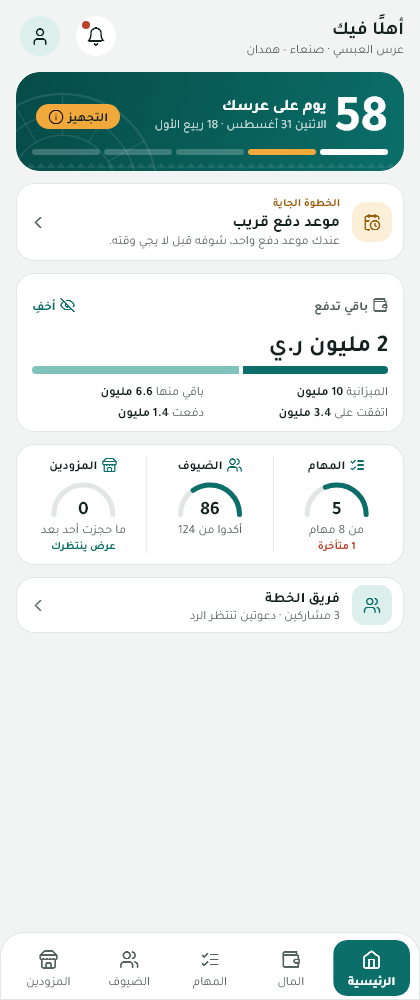 أهلًا فيك
عرس العبسي · صنعاء - همدان
58
يوم على عرسك
الاثنين 31 أغسطس · 18 ربيع الأول
التجهيز
الخطوة الجاية
موعد دفع قريب
عندك موعد دفع واحد، شوفه قبل لا يجي وقته.
باقي تدفع
أخفِ
2 مليون ر.ي
الميزانية 10 مليون
باقي منها 6.6 مليون
اتفقت على 3.4 مليون
دفعت 1.4 مليون
المهام
5
من 8 مهام
1 متأخرة
الضيوف
86
أكدوا من 124
المزودين
0
ما حجزت أحد بعد
عرض ينتظرك
فريق الخطة
3 مشاركين · دعوتين تنتظر الرد
الرئيسية
المال
المهام
الضيوف
المزودين